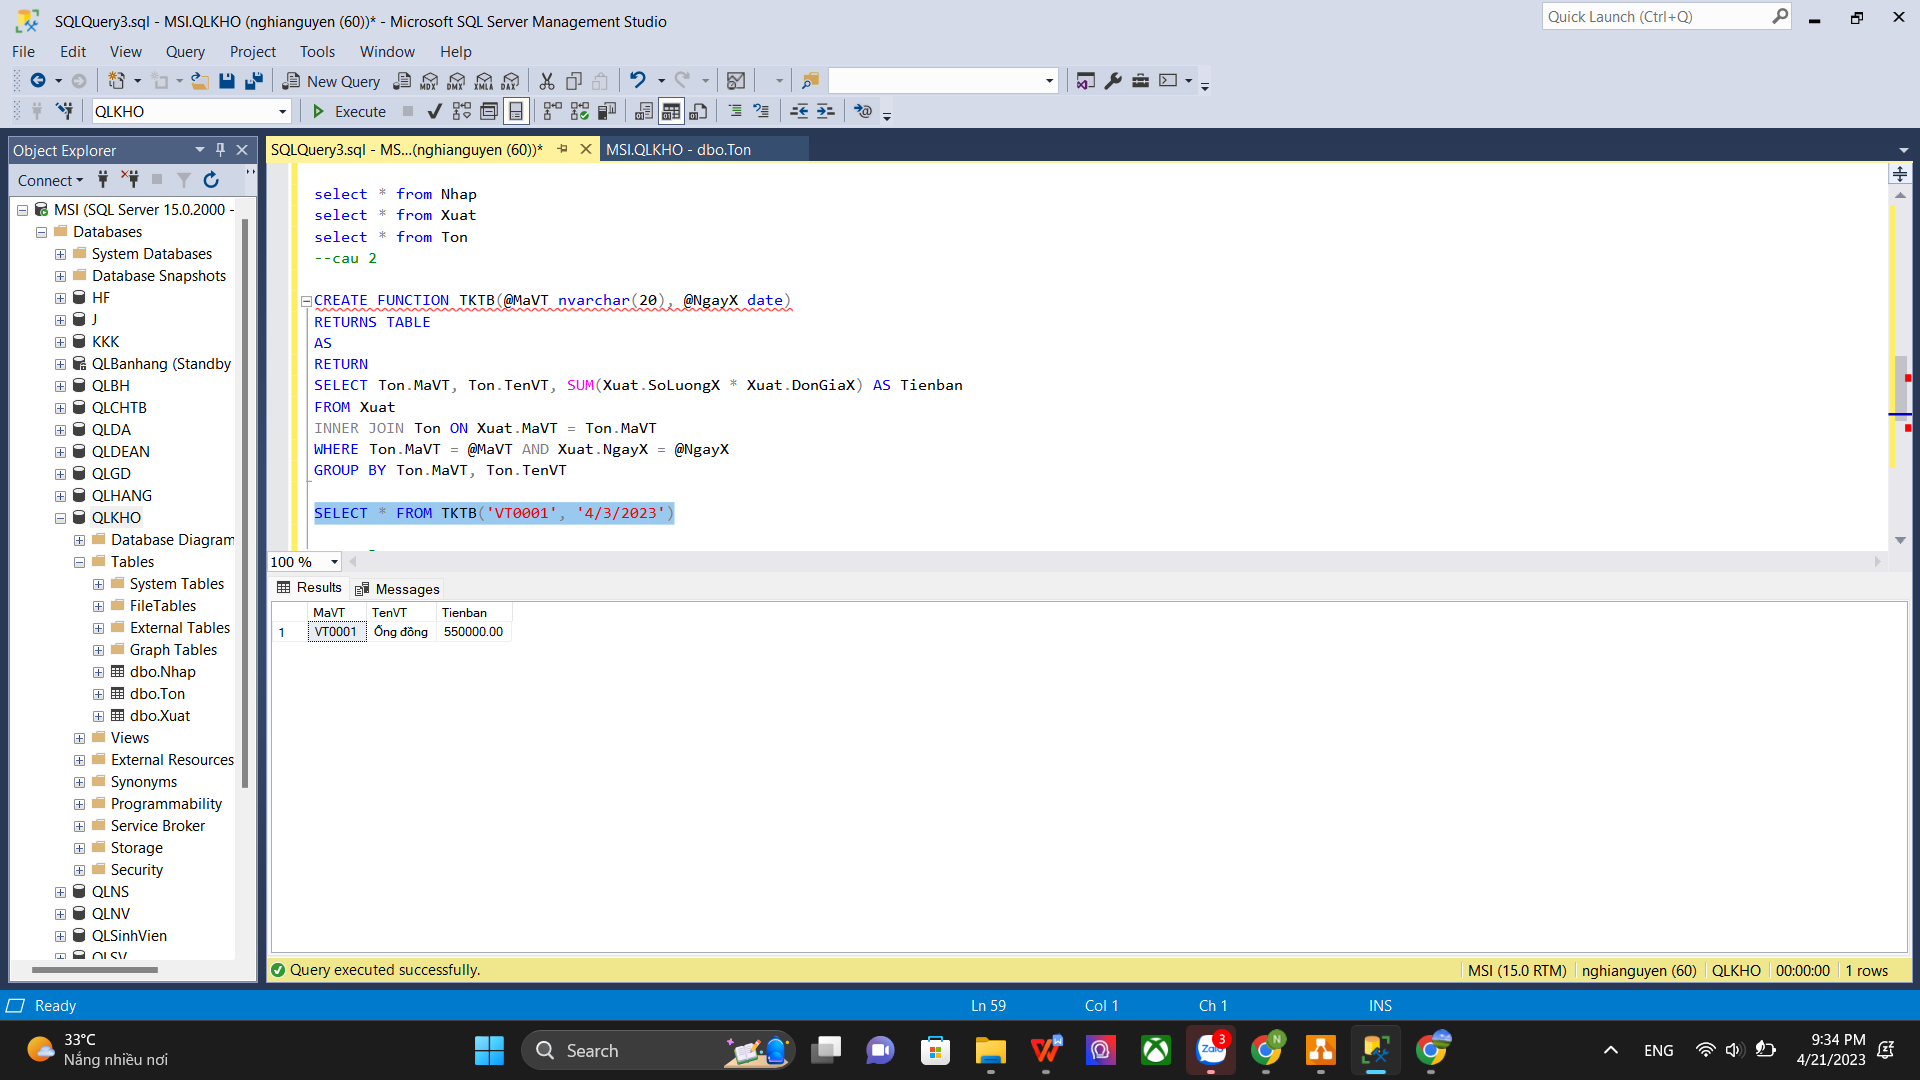 SQLQuery3.sql - MSI.QLKHO (nghianguyen (60))* - Microsoft SQL Server Management Studio
Quick Launch (Ctrl+Q)
File Edit View Query Project Tools Window Help
New Query
MDX DMX XMLA DAX
QLKHO
Execute
Object Explorer
Connect
MSI (SQL Server 15.0.2000 -
Databases
System Databases
Database Snapshots
HF
J
KKK
QLBanhang (Standby
QLBH
QLCHTB
QLDA
QLDEAN
QLGD
QLHANG
QLKHO
Database Diagram
Tables
System Tables
FileTables
External Tables
Graph Tables
dbo.Nhap
dbo.Ton
dbo.Xuat
Views
External Resources
Synonyms
Programmability
Service Broker
Storage
Security
QLNS
QLNV
QLSinhVien
QLSV
SQLQuery3.sql - MS...(nghianguyen (60))*
MSI.QLKHO - dbo.Ton
select * from Nhap
select * from Xuat
select * from Ton
--cau 2
CREATE FUNCTION TKTB(@MaVT nvarchar(20), @NgayX date)
RETURNS TABLE
AS
RETURN
SELECT Ton.MaVT, Ton.TenVT, SUM(Xuat.SoLuongX * Xuat.DonGiaX) AS Tienban
FROM Xuat
INNER JOIN Ton ON Xuat.MaVT = Ton.MaVT
WHERE Ton.MaVT = @MaVT AND Xuat.NgayX = @NgayX
GROUP BY Ton.MaVT, Ton.TenVT
SELECT * FROM TKTB('VT0001', '4/3/2023')
100 %
Results Messages
MaVT TenVT Tienban
1 VT0001 Ống đồng 550000.00
Query executed successfully.
MSI (15.0 RTM) nghianguyen (60) QLKHO 00:00:00 1 rows
Ready
Ln 59 Col 1 Ch 1 INS
33°C
Nắng nhiều nơi
Search
Zalo
3
N
ENG
9:34 PM
4/21/2023